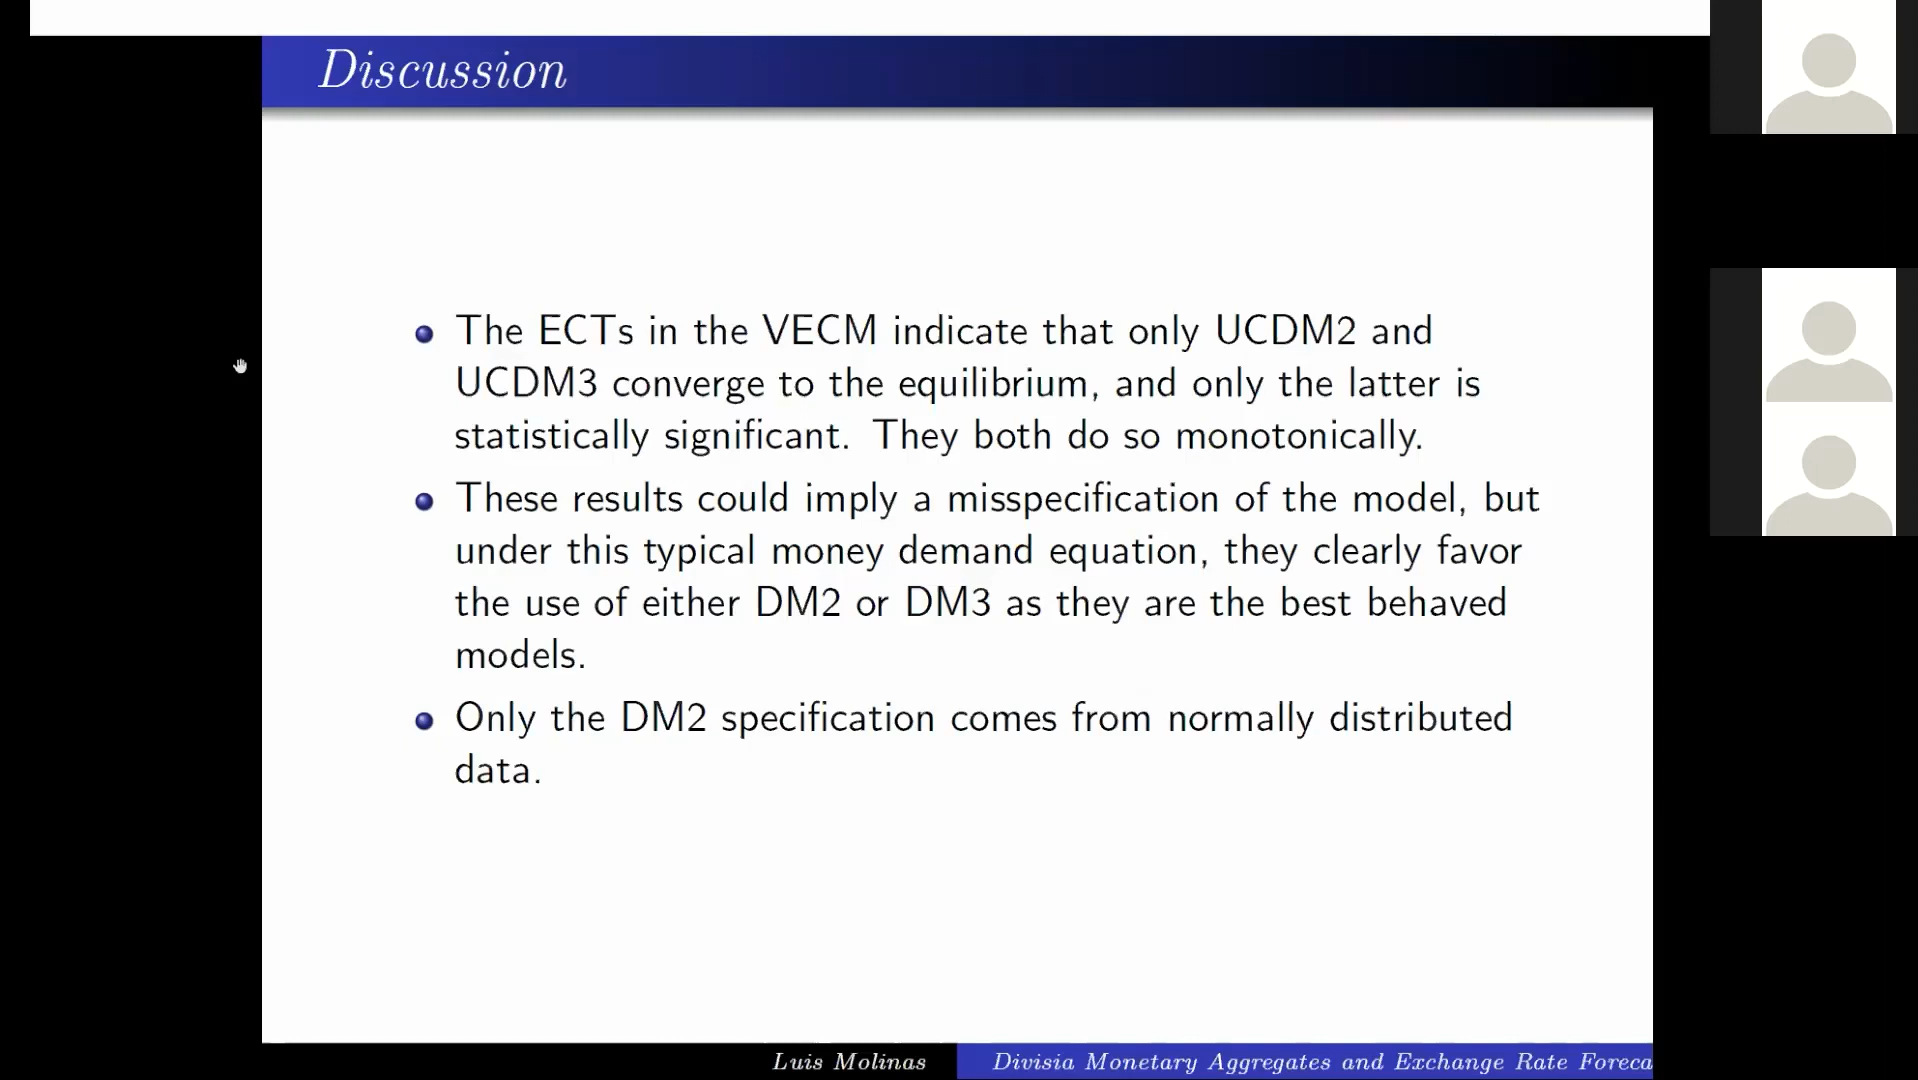 Discussion
The ECTs in the VECM indicate that only UCDM2 and
UCDM3 converge to the equilibrium, and only the latter is
statistically significant. They both do so monotonically.
These results could imply a misspecification of the model, but
under this typical money demand equation, they clearly favor
the use of either DM2 or DM3 as they are the best behaved
models.
Only the DM2 specification comes from normally distributed
data.
Luis Molinas
Divisia Monetary Aggregates and Exchange Rate Foreca